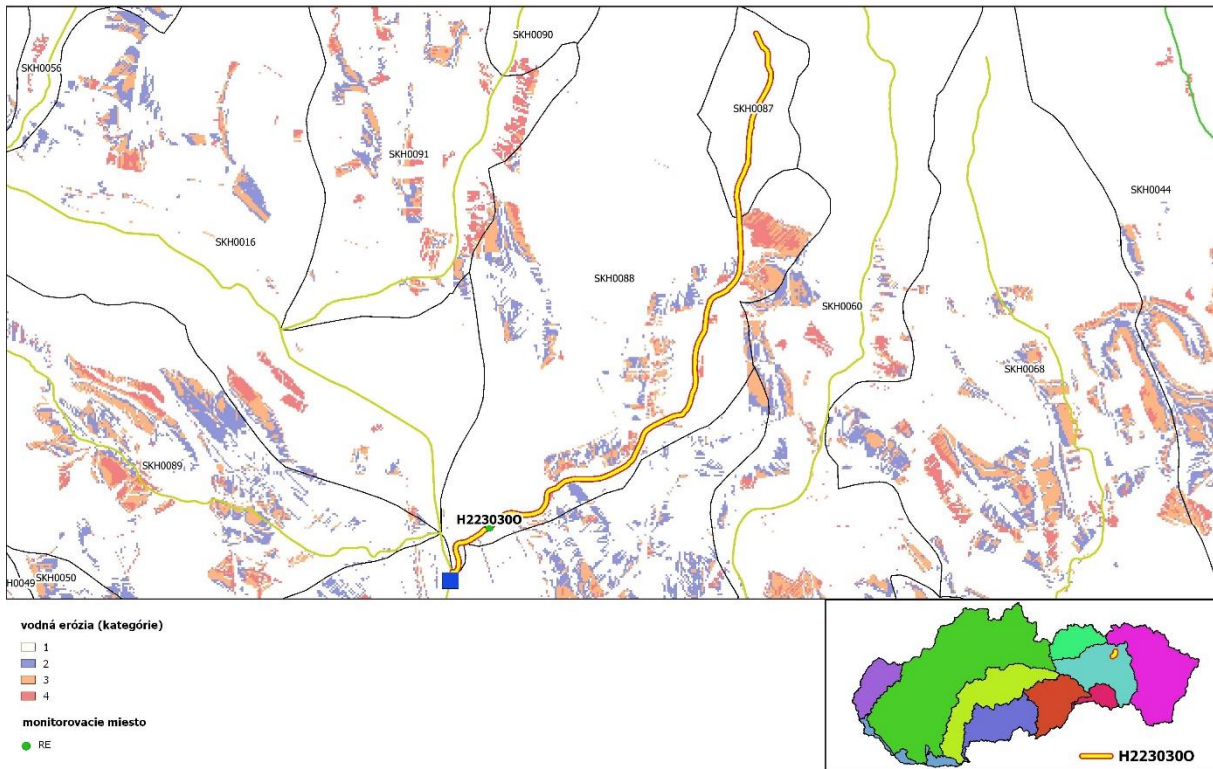 SKH0090
SKH0056
SKH0087
SKH0091
SKH0044
SKH0016
SKH0088
SKH0060
SKH0068
SKH0089
H223030O
H0049
SKH0050
vodná erózia (kategórie)
1
2
3
4
monitorovacie miesto
RE
H223030O